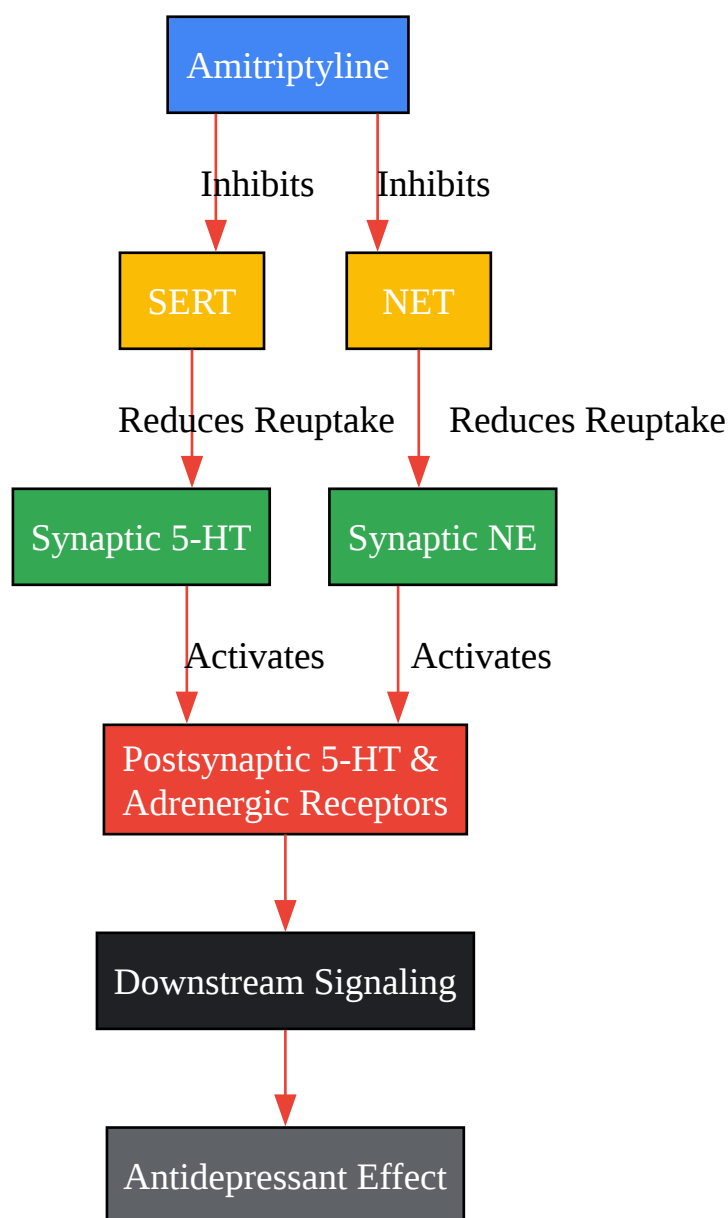 Amitriptyline
Inhibits
Inhibits
SERT
NET
Reduces Reuptake
Reduces Reuptake
Synaptic 5-HT
Synaptic NE
Activates
Activates
Postsynaptic 5-HT &
Adrenergic Receptors
Downstream Signaling
Antidepressant Effect